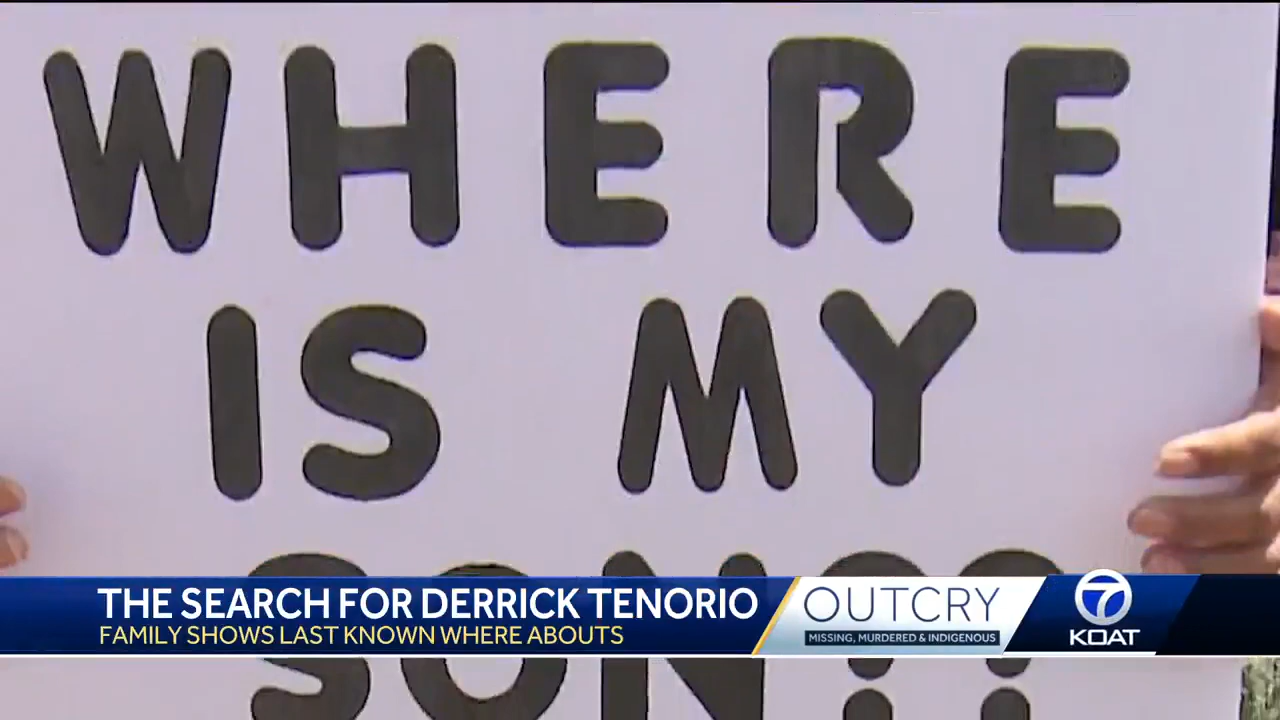 WHERE
IS MY
SON??
THE SEARCH FOR DERRICK TENORIO
FAMILY SHOWS LAST KNOWN WHERE ABOUTS
OUTCRY
MISSING, MURDERED & INDIGENOUS
7
KOAT